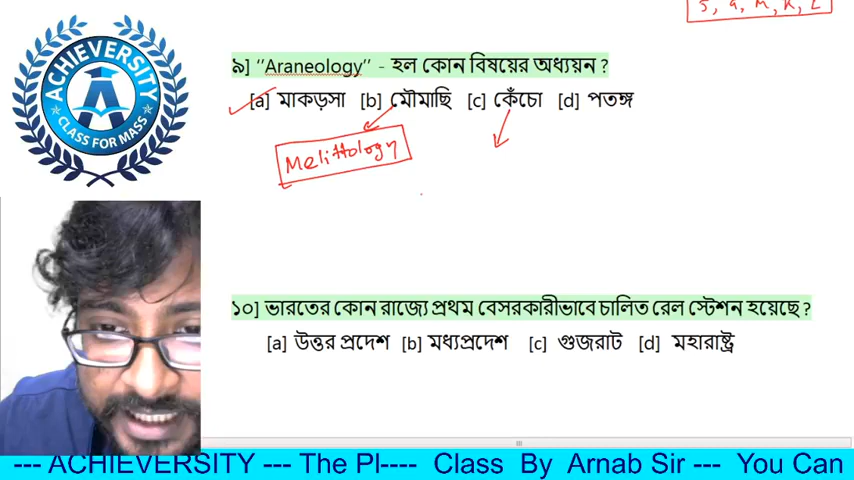 ACHIEVERSITY
CLASS FOR MASS
৯] “Araneology” - হল কোন বিষয়ের অধ্যয়ন ?
[a] মাকড়সা [b] মৌমাছি [c] কেঁচো [d] পতঙ্গ
Melittology
১০] ভারতের কোন রাজ্যে প্রথম বেসরকারীভাবে চালিত রেল স্টেশন হয়েছে ?
[a] উত্তর প্রদেশ [b] মধ্যপ্রদেশ [c] গুজরাট [d] মহারাষ্ট্র
--- ACHIEVERSITY --- The Pl---- Class By Arnab Sir --- You Can